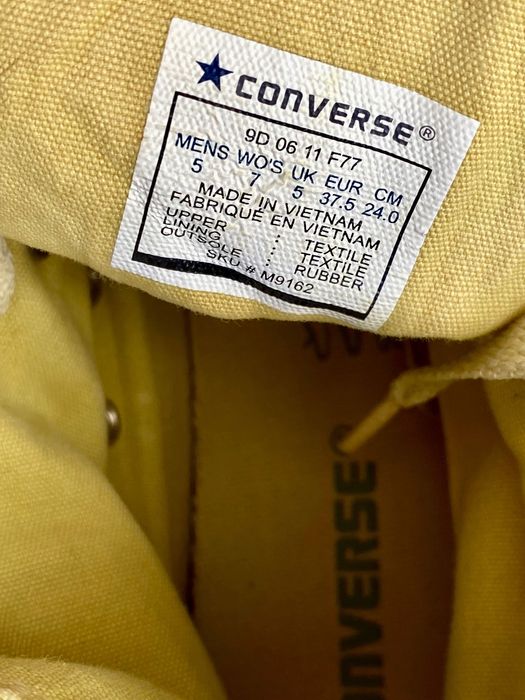 ★ CONVERSE®
9D 06 11 F77
MENS WO'S UK EUR CM
5 7 5 37.5 24.0
MADE IN VIETNAM
FABRIQUÉ EN VIETNAM
UPPER : TEXTILE
LINING : TEXTILE
OUTSOLE : RUBBER
SKU # M9162
CONVERSE®